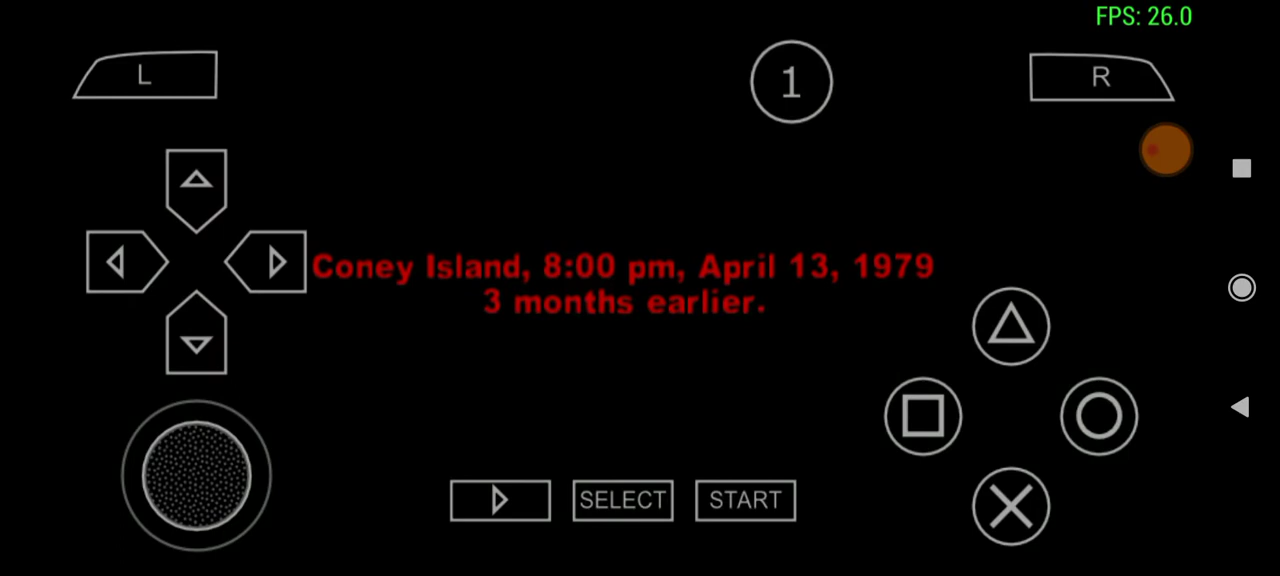 FPS: 26.0
L
1
R
Coney Island, 8:00 pm, April 13, 1979
3 months earlier.
SELECT
START